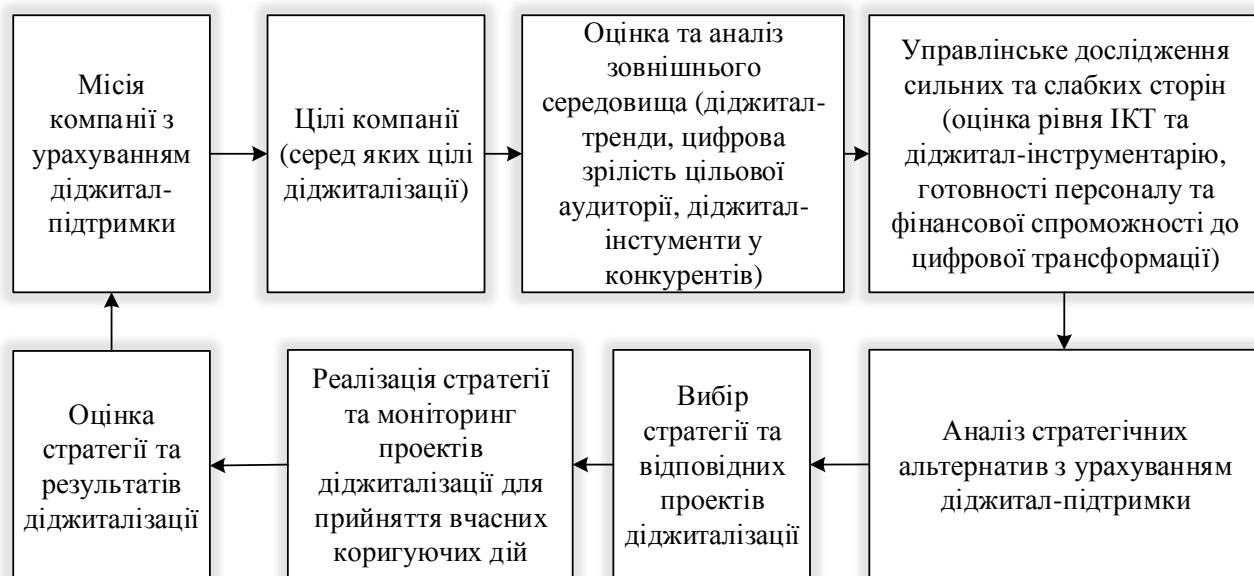 Місія
компанії з
урахуванням
діджитал-
підтримки
Цілі компанії
(серед яких цілі
діджиталізації)
Оцінка та аналіз
зовнішнього
середовища (діджитал-
тренди, цифрова
зрілість цільової
аудиторії, діджитал-
інстументи у
конкурентів)
Управлінське дослідження
сильних та слабких сторін
(оцінка рівня ІКТ та
діджитал-інструментарію,
готовності персоналу та
фінансової спроможності до
цифрової трансформації)
Аналіз стратегічних
альтернатив з урахуванням
діджитал-підтримки
Вибір
стратегії та
відповідних
проектів
діджиталізації
Реалізація стратегії
та моніторинг
проектів
діджиталізації для
прийняття вчасних
коригуючих дій
Оцінка
стратегії та
результатів
діджиталізації